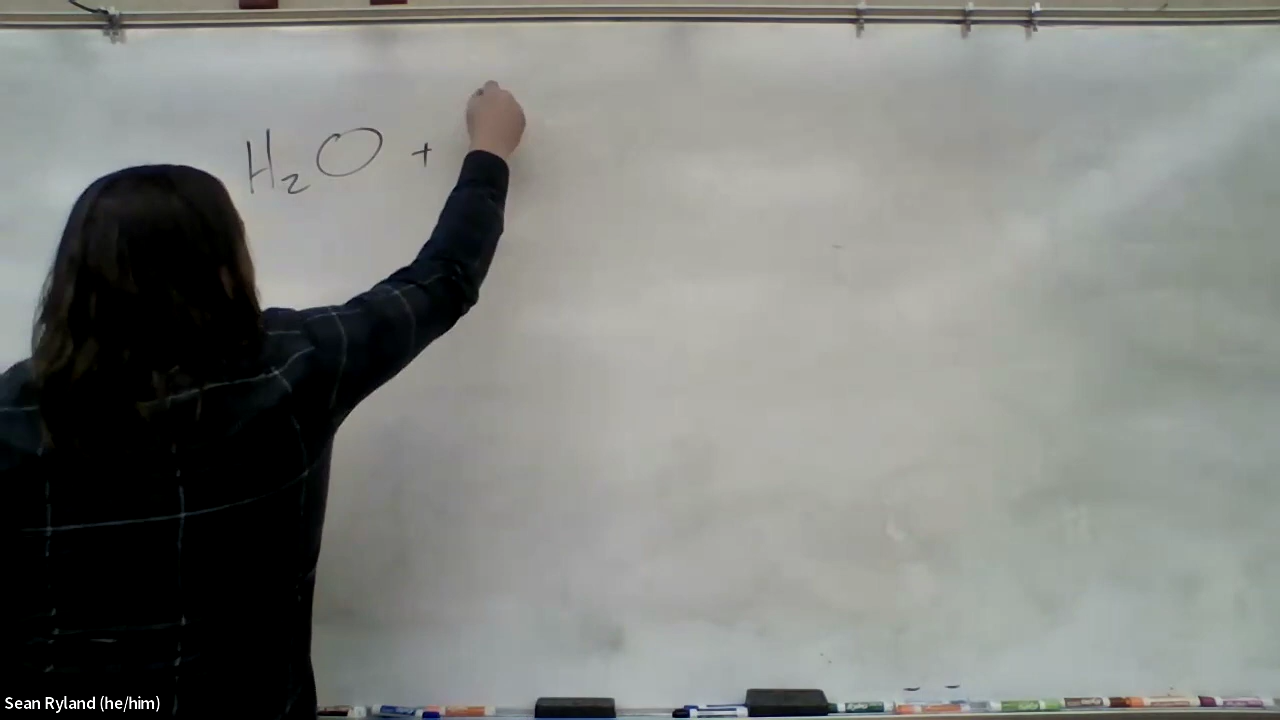 H₂O +
Sean Ryland (he/him)